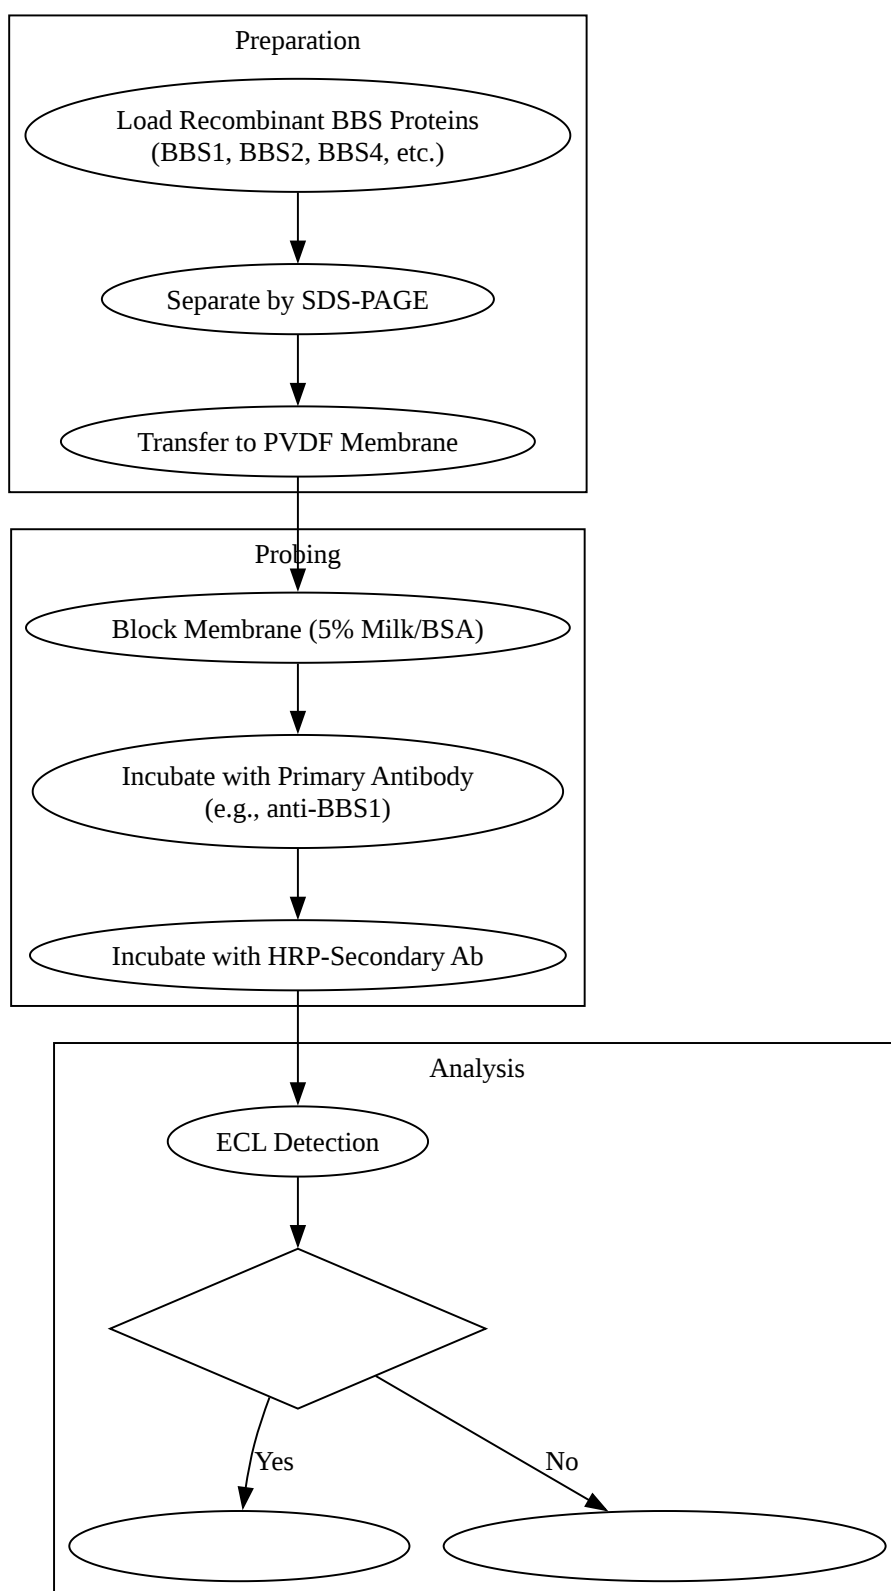 Preparation
Load Recombinant BBS Proteins
(BBS1, BBS2, BBS4, etc.)
Separate by SDS-PAGE
Transfer to PVDF Membrane
Probing
Block Membrane (5% Milk/BSA)
Incubate with Primary Antibody
(e.g., anti-BBS1)
Incubate with HRP-Secondary Ab
Analysis
ECL Detection
Yes
No